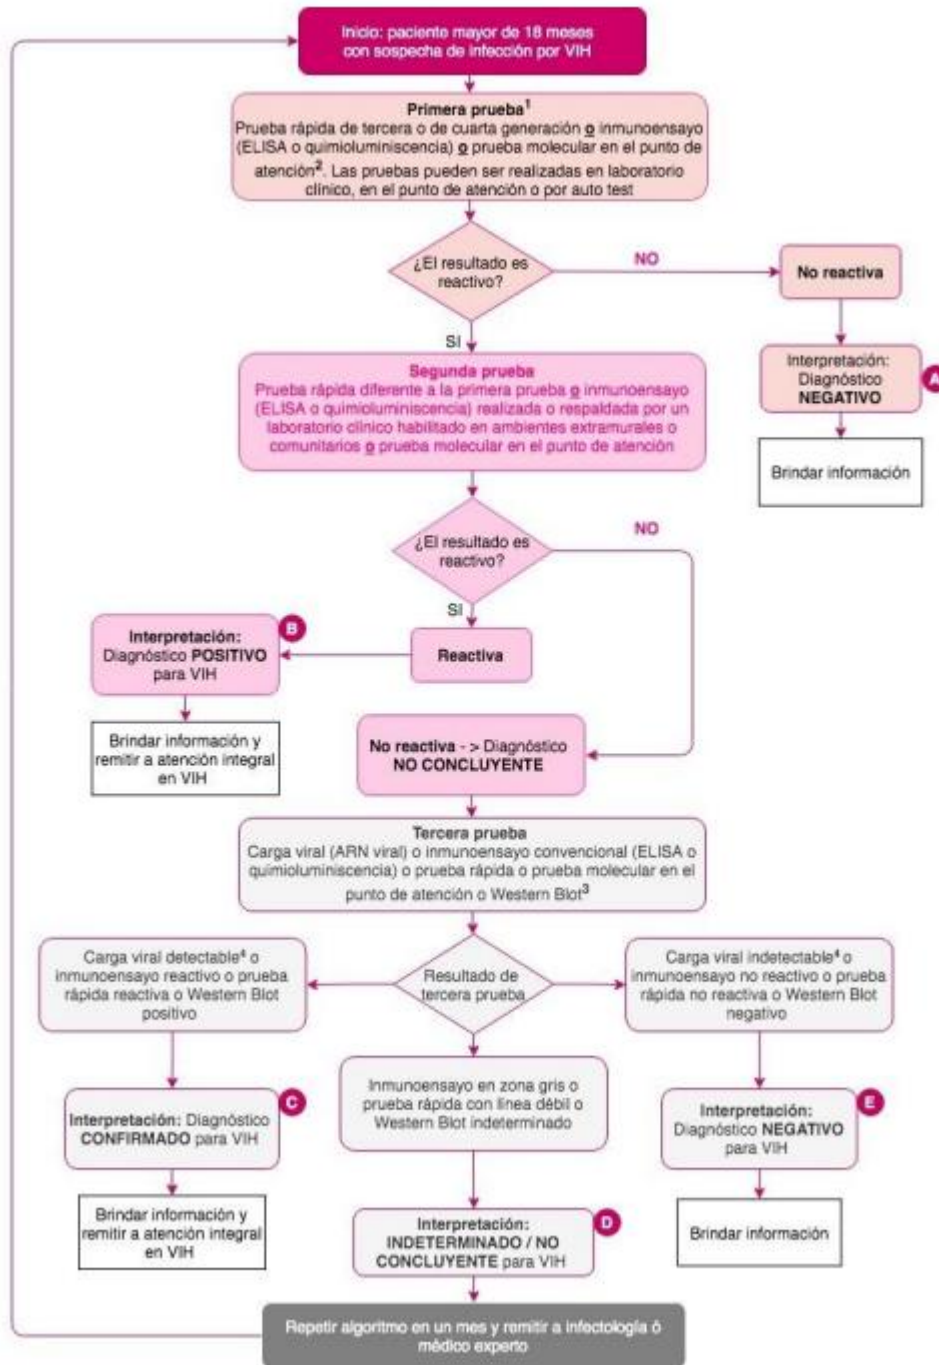 Inicio: paciente mayor de 18 meses
con sospecha de infección por VIH
Primera prueba¹
Prueba rápida de tercera o de cuarta generación o inmunoensayo
(ELISA o quimioluminiscencia) o prueba molecular en el punto de
atención². Las pruebas pueden ser realizadas en laboratorio
clínico, en el punto de atención o por auto test
¿El resultado es
reactivo?
NO
No reactiva
SI
Interpretación:
Diagnóstico
NEGATIVO
A
Brindar información
Segunda prueba
Prueba rápida diferente a la primera prueba o inmunoensayo
(ELISA o quimioluminiscencia) realizada o respaldada por un
laboratorio clínico habilitado en ambientes extramurales o
comunitarios o prueba molecular en el punto de atención
¿El resultado es
reactivo?
NO
SI
Reactiva
B
Interpretación:
Diagnóstico POSITIVO
para VIH
Brindar información y
remitir a atención integral
en VIH
No reactiva - > Diagnóstico
NO CONCLUYENTE
Tercera prueba
Carga viral (ARN viral) o inmunoensayo convencional (ELISA o
quimioluminiscencia) o prueba rápida o prueba molecular en el
punto de atención o Western Blot³
Resultado de
tercera prueba
Carga viral detectable⁴ o
inmunoensayo reactivo o prueba
rápida reactiva o Western Blot
positivo
C
Interpretación: Diagnóstico
CONFIRMADO para VIH
Brindar información y
remitir a atención integral
en VIH
Inmunoensayo en zona gris o
prueba rápida con línea débil o
Western Blot indeterminado
D
Interpretación:
INDETERMINADO / NO
CONCLUYENTE para VIH
Carga viral indetectable⁴ o
inmunoensayo no reactivo o prueba
rápida no reactiva o Western Blot
negativo
E
Interpretación:
Diagnóstico NEGATIVO
para VIH
Brindar información
Repetir algoritmo en un mes y remitir a infectología ó
médico experto